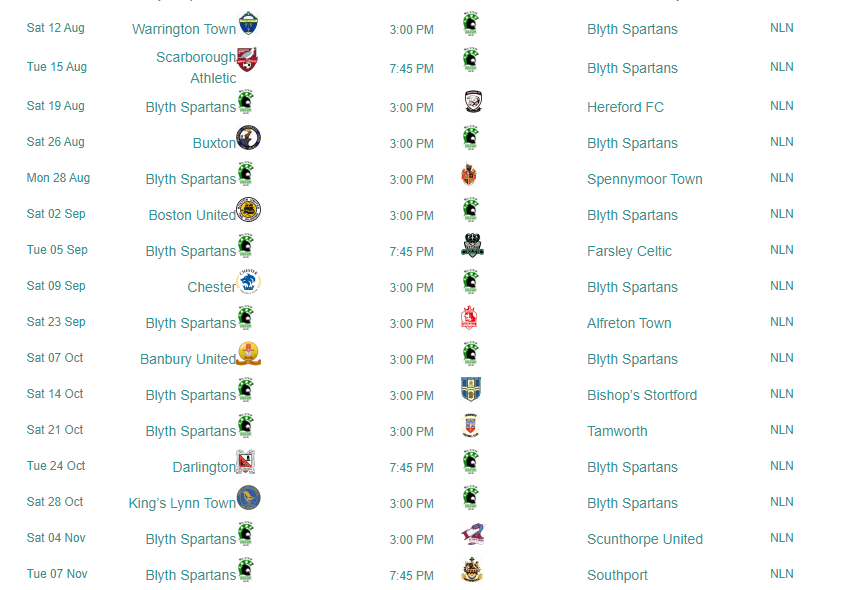 Sat 12 Aug Warrington Town 3:00 PM Blyth Spartans NLN
Tue 15 Aug Scarborough Athletic 7:45 PM Blyth Spartans NLN
Sat 19 Aug Blyth Spartans 3:00 PM Hereford FC NLN
Sat 26 Aug Buxton 3:00 PM Blyth Spartans NLN
Mon 28 Aug Blyth Spartans 3:00 PM Spennymoor Town NLN
Sat 02 Sep Boston United 3:00 PM Blyth Spartans NLN
Tue 05 Sep Blyth Spartans 7:45 PM Farsley Celtic NLN
Sat 09 Sep Chester 3:00 PM Blyth Spartans NLN
Sat 23 Sep Blyth Spartans 3:00 PM Alfreton Town NLN
Sat 07 Oct Banbury United 3:00 PM Blyth Spartans NLN
Sat 14 Oct Blyth Spartans 3:00 PM Bishop’s Stortford NLN
Sat 21 Oct Blyth Spartans 3:00 PM Tamworth NLN
Tue 24 Oct Darlington 7:45 PM Blyth Spartans NLN
Sat 28 Oct King’s Lynn Town 3:00 PM Blyth Spartans NLN
Sat 04 Nov Blyth Spartans 3:00 PM Scunthorpe United NLN
Tue 07 Nov Blyth Spartans 7:45 PM Southport NLN